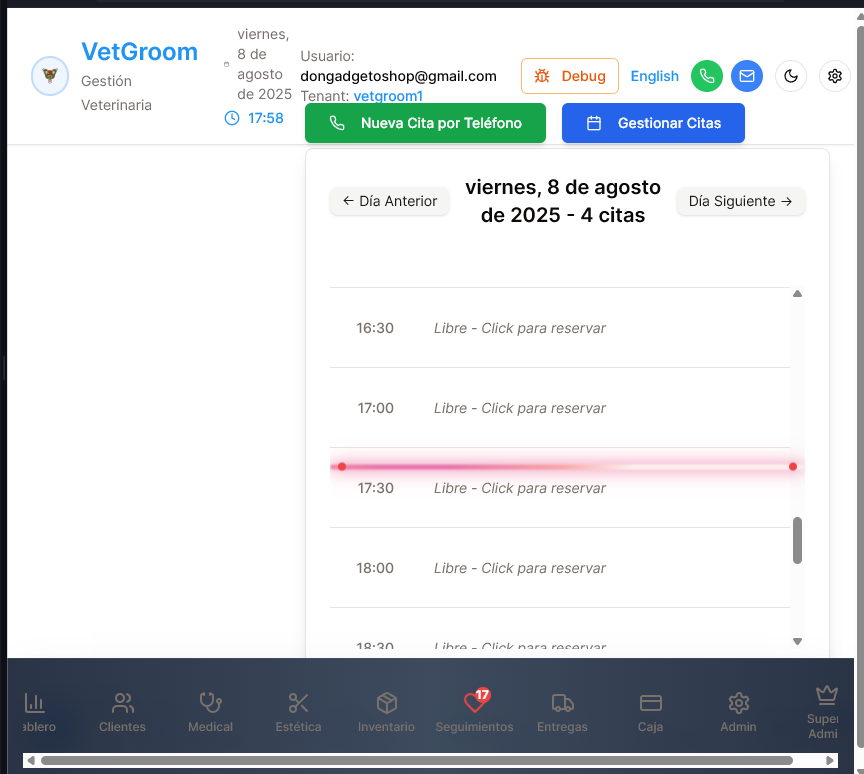 VetGroom
Gestión
Veterinaria
viernes,
8 de
agosto
de 2025
17:58
Usuario:
dongadgetoshop@gmail.com
Tenant: vetgroom1
Debug
English
Nueva Cita por Teléfono
Gestionar Citas
← Día Anterior
viernes, 8 de agosto
de 2025 - 4 citas
Día Siguiente →
16:30 Libre - Click para reservar
17:00 Libre - Click para reservar
17:30 Libre - Click para reservar
18:00 Libre - Click para reservar
18:30 Libre - Click para reservar
ablero
Clientes
Medical
Estética
Inventario
17
Seguimientos
Entregas
Caja
Admin
Super
Admi